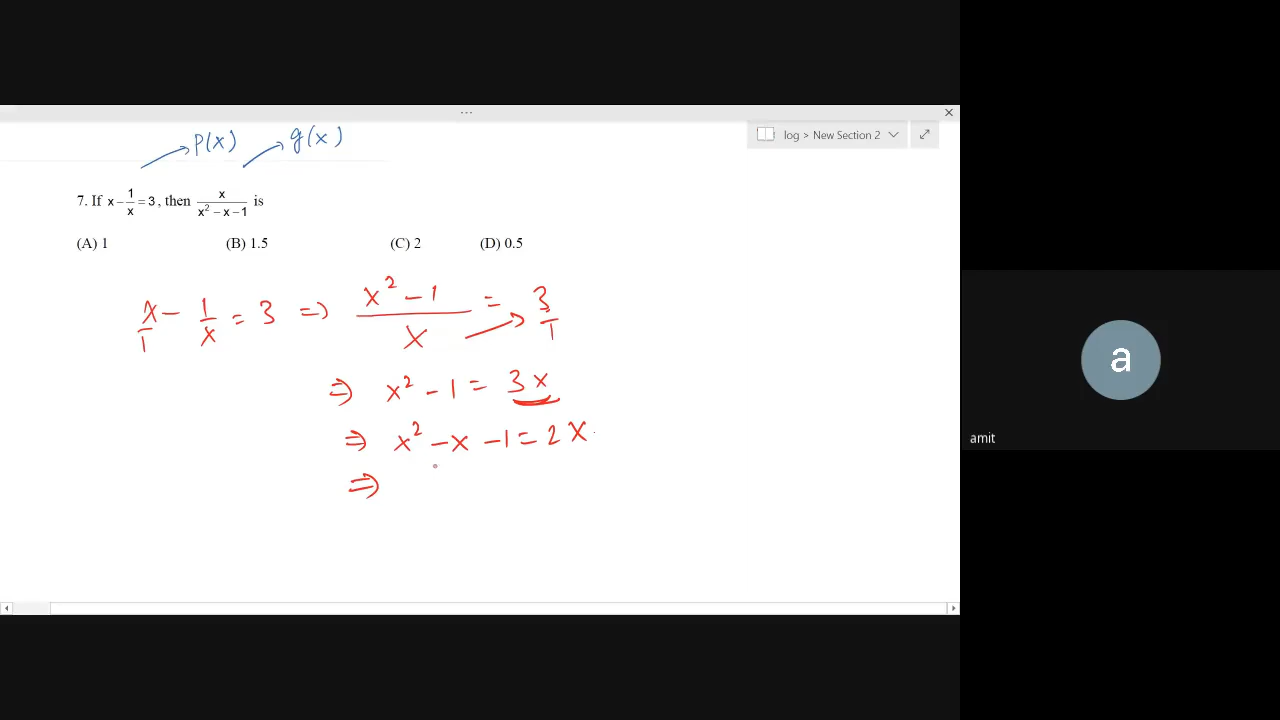 ...
log > New Section 2
p(x) g(x)
7. If x − 1/x = 3, then x/(x² − x − 1) is
(A) 1 (B) 1.5 (C) 2 (D) 0.5
x/1 − 1/x = 3 ⇒ (x² − 1)/x = 3/1
⇒ x² − 1 = 3x
⇒ x² − x − 1 = 2x
⇒
a
amit